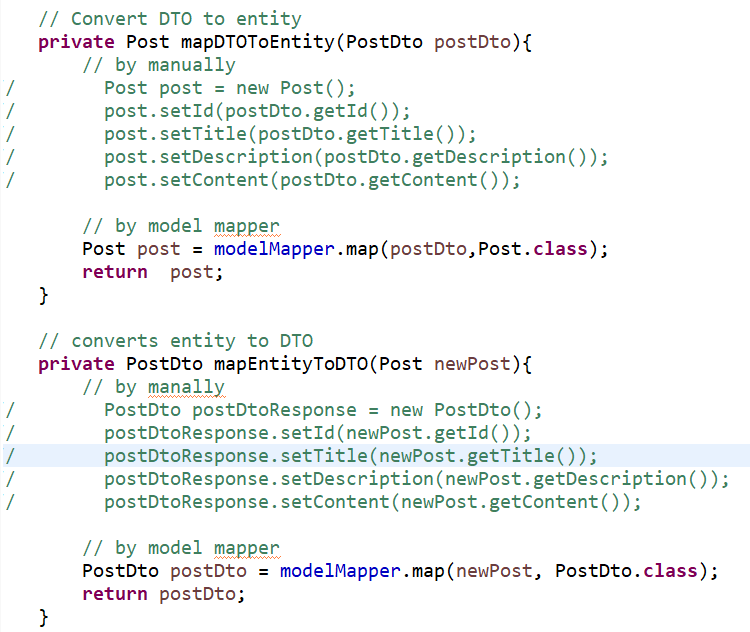 // Convert DTO to entity
private Post mapDTOToEntity(PostDto postDto){
// by manually
/ Post post = new Post();
/ post.setId(postDto.getId());
/ post.setTitle(postDto.getTitle());
/ post.setDescription(postDto.getDescription());
/ post.setContent(postDto.getContent());
// by model mapper
Post post = modelMapper.map(postDto,Post.class);
return  post;
}
// converts entity to DTO
private PostDto mapEntityToDTO(Post newPost){
// by manally
/ PostDto postDtoResponse = new PostDto();
/ postDtoResponse.setId(newPost.getId());
/ postDtoResponse.setTitle(newPost.getTitle());
/ postDtoResponse.setDescription(newPost.getDescription());
/ postDtoResponse.setContent(newPost.getContent());
// by model mapper
PostDto postDto = modelMapper.map(newPost, PostDto.class);
return postDto;
}